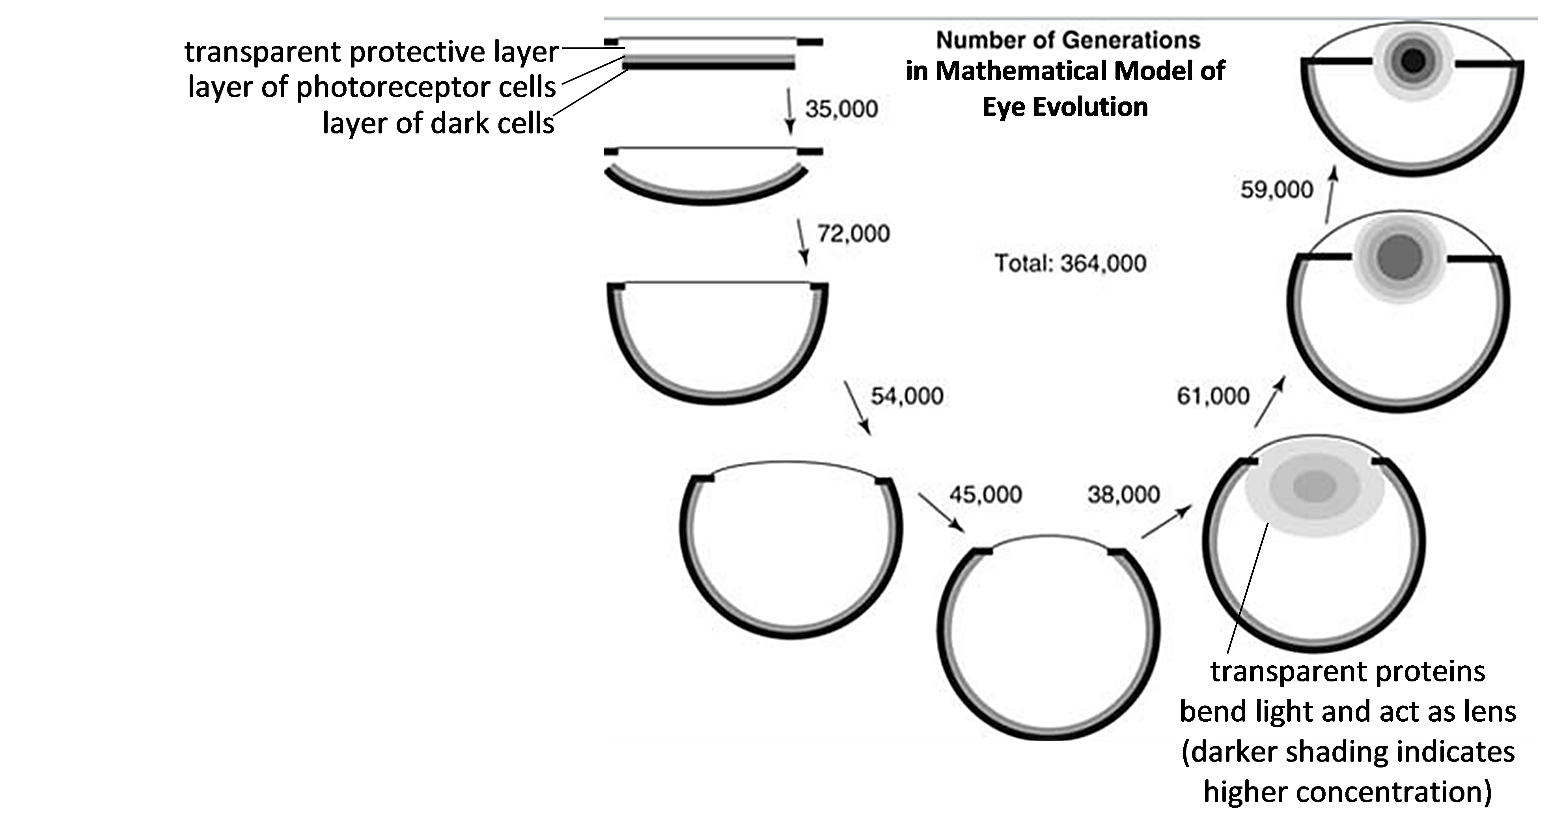 transparent protective layer
layer of photoreceptor cells
layer of dark cells
Number of Generations
in Mathematical Model of
Eye Evolution
35,000
72,000
Total: 364,000
54,000
45,000
38,000
61,000
59,000
transparent proteins
bend light and act as lens
(darker shading indicates
higher concentration)